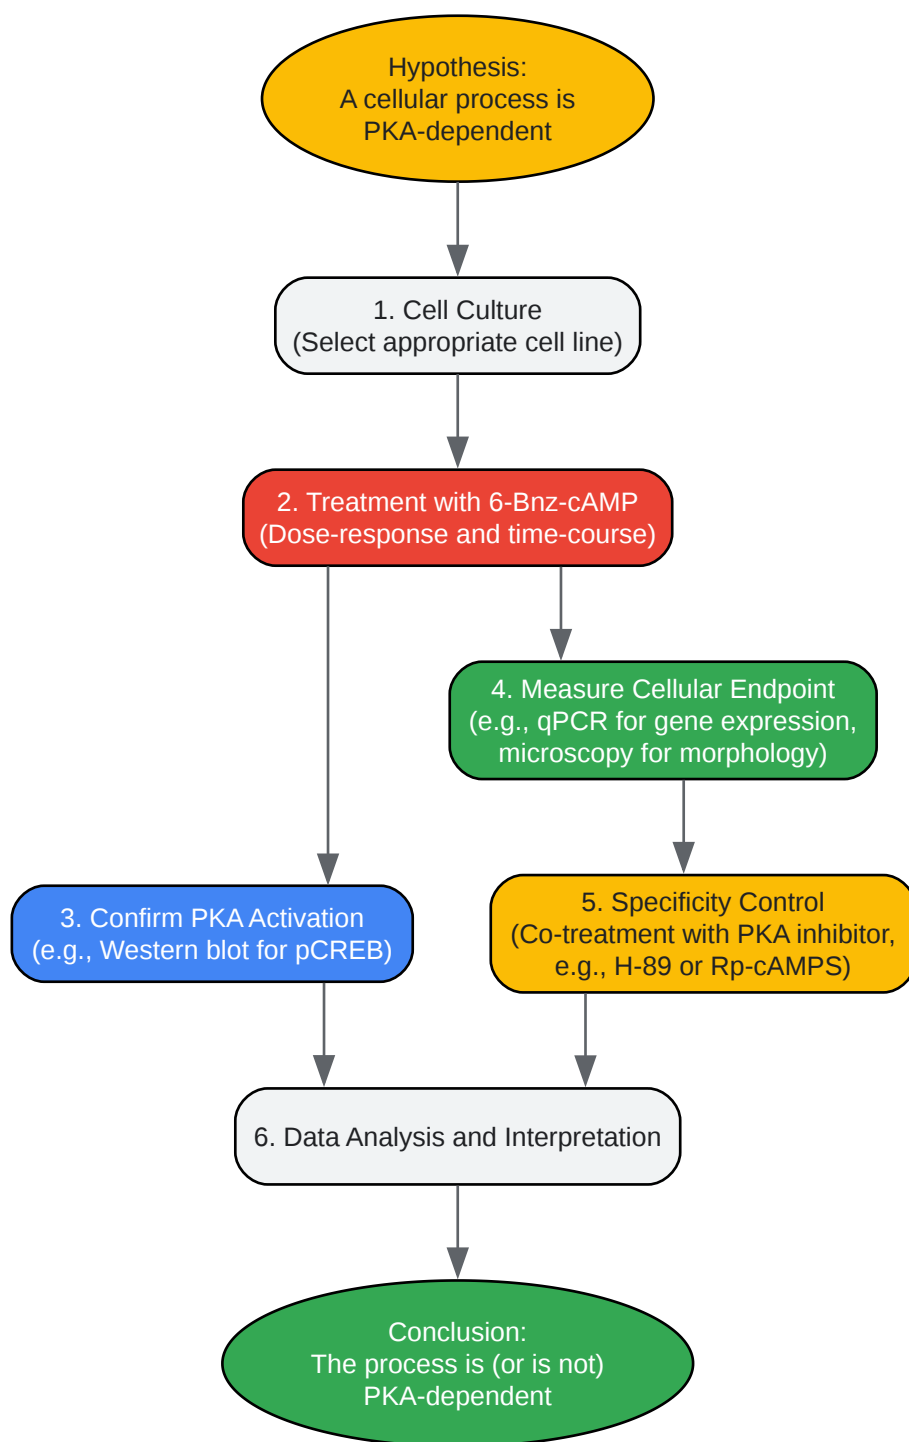 Hypothesis:
A cellular process is
PKA-dependent
1. Cell Culture
(Select appropriate cell line)
2. Treatment with 6-Bnz-cAMP
(Dose-response and time-course)
4. Measure Cellular Endpoint
(e.g., qPCR for gene expression,
microscopy for morphology)
3. Confirm PKA Activation
(e.g., Western blot for pCREB)
5. Specificity Control
(Co-treatment with PKA inhibitor,
e.g., H-89 or Rp-cAMPS)
6. Data Analysis and Interpretation
Conclusion:
The process is (or is not)
PKA-dependent